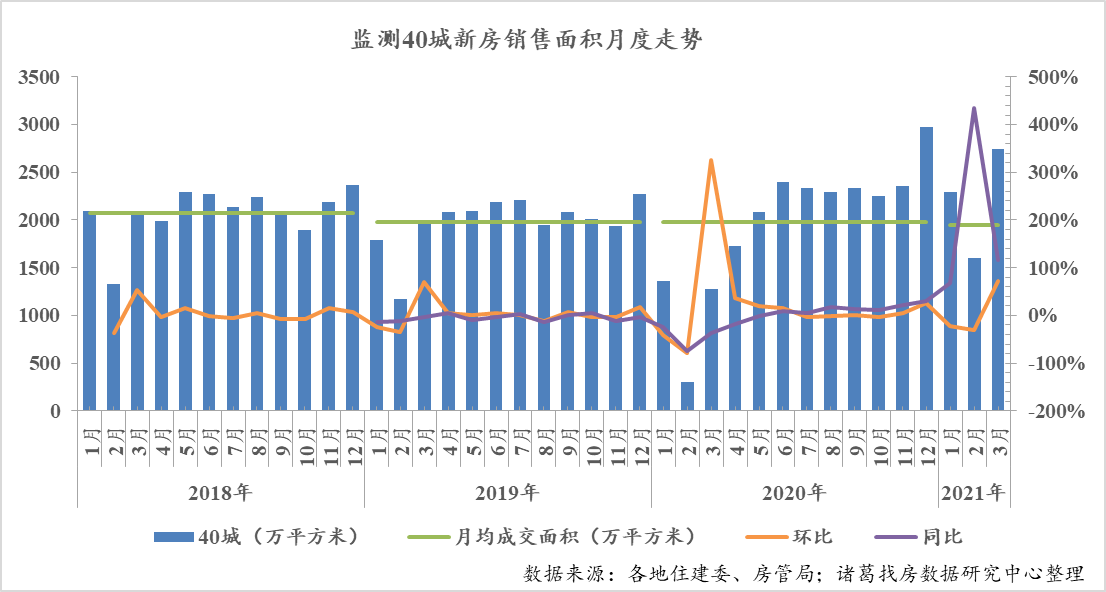 监测40城新房销售面积月度走势
3500 500%
3000 400%
2500 300%
2000 200%
1500 100%
1000 0%
500 -100%
0 -200%
1月 2月 3月 4月 5月 6月 7月 8月 9月 10月 11月 12月 1月 2月 3月 4月 5月 6月 7月 8月 9月 10月 11月 12月 1月 2月 3月 4月 5月 6月 7月 8月 9月 10月 11月 12月 1月 2月 3月
2018年 2019年 2020年 2021年
40城（万平方米） 月均成交面积（万平方米） 环比 同比
数据来源：各地住建委、房管局；诸葛找房数据研究中心整理